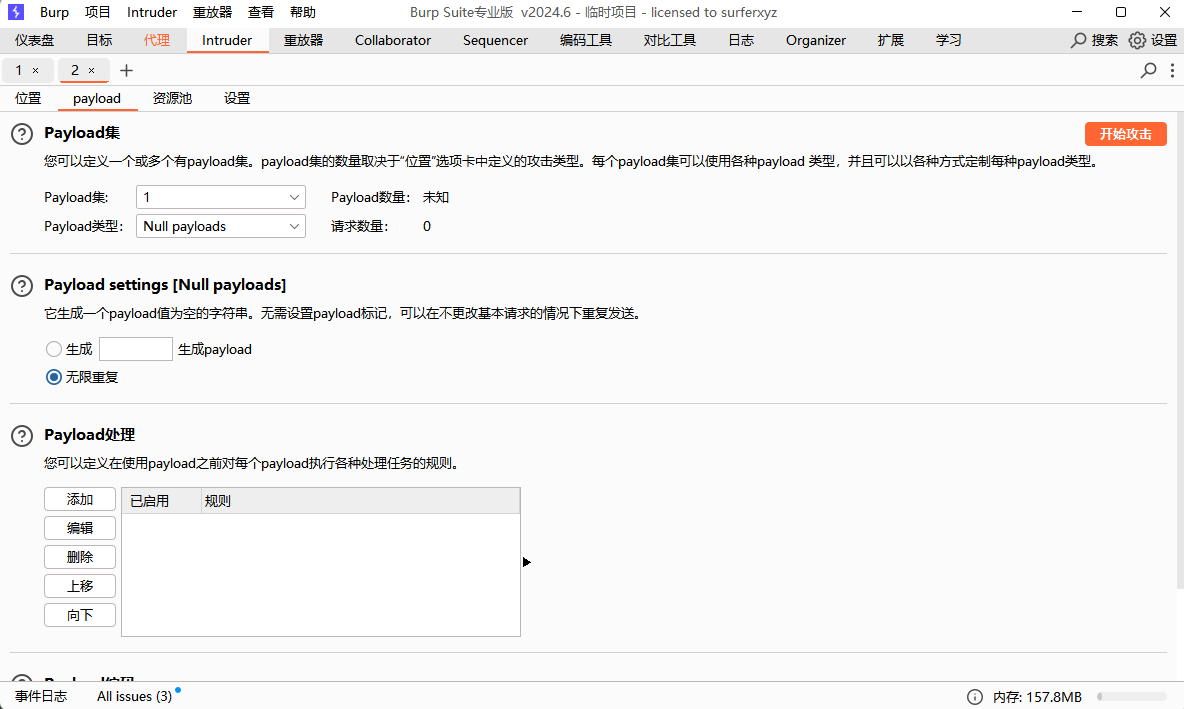 Burp 项目 Intruder 重放器 查看 帮助 Burp Suite专业版 v2024.6 - 临时项目 - licensed to surferxyz
仪表盘 目标 代理 Intruder 重放器 Collaborator Sequencer 编码工具 对比工具 日志 Organizer 扩展 学习 搜索 设置
1 × 2 × +
位置 payload 资源池 设置
Payload集 开始攻击
您可以定义一个或多个有payload集。payload集的数量取决于“位置”选项卡中定义的攻击类型。每个payload集可以使用各种payload 类型，并且可以以各种方式定制每种payload类型。
Payload集: 1 Payload数量： 未知
Payload类型： Null payloads 请求数量： 0
Payload settings [Null payloads]
它生成一个payload值为空的字符串。无需设置payload标记，可以在不更改基本请求的情况下重复发送。
生成 生成payload
无限重复
Payload处理
您可以定义在使用payload之前对每个payload执行各种处理任务的规则。
添加 已启用 规则
编辑
删除
上移
向下
Payload编码
事件日志 All issues (3) 内存: 157.8MB